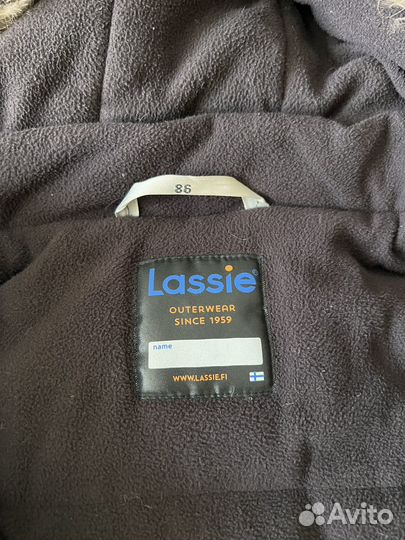 86
Lassie®
OUTERWEAR
SINCE 1959
name
WWW.LASSIE.FI
Avito